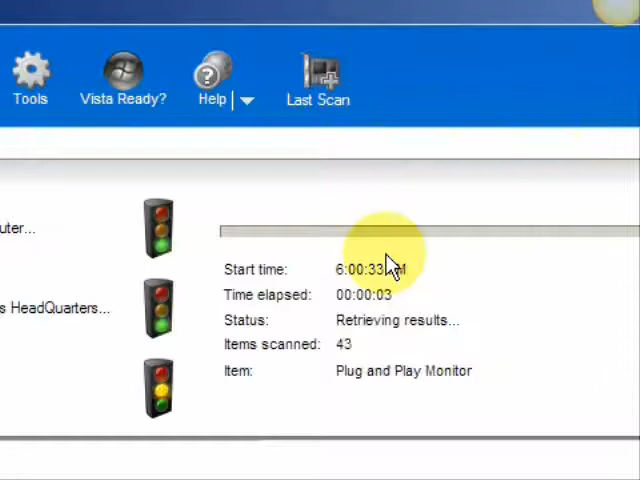 Tools
Vista Ready?
Help
Last Scan
uter...
Start time: 6:00:33
Time elapsed: 00:00:03
s HeadQuarters...
Status: Retrieving results...
Items scanned: 43
Item: Plug and Play Monitor